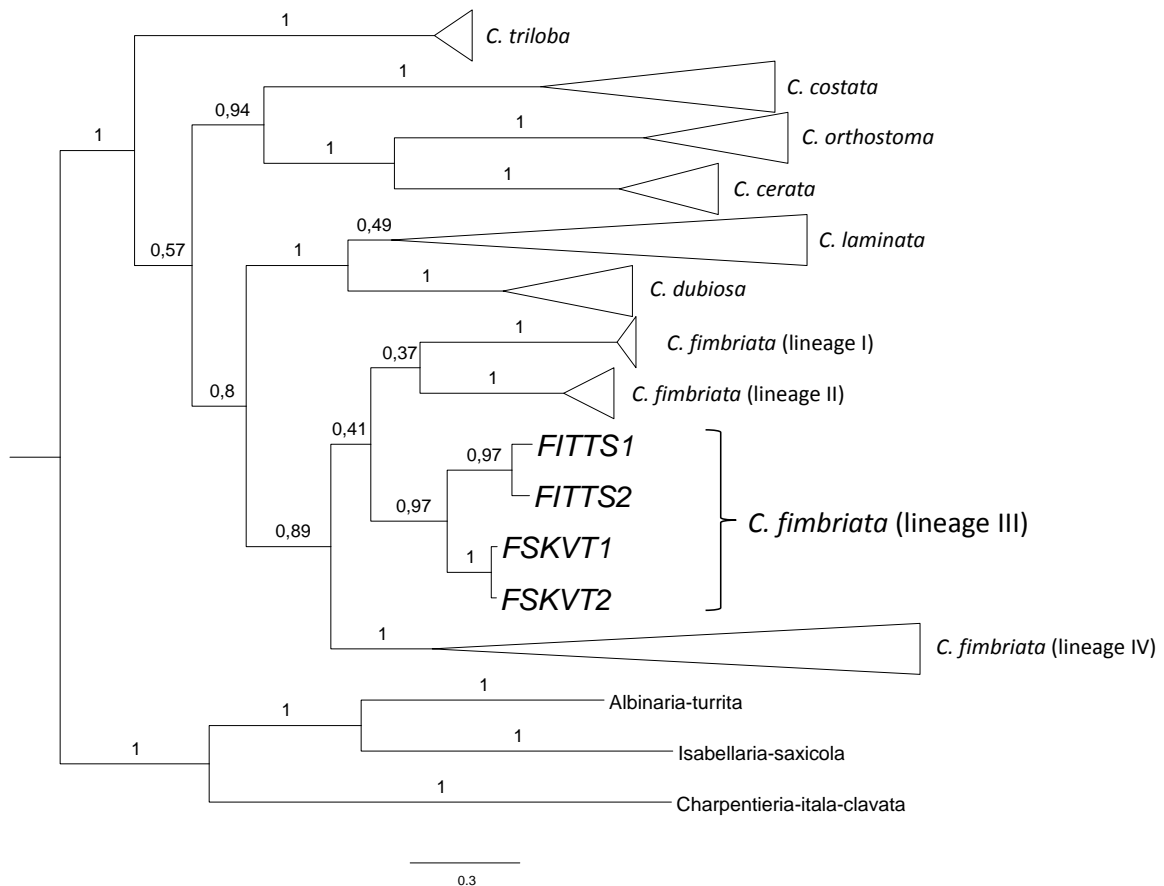 1
C. triloba
1
C. costata
0,94
1
1
C. orthostoma
1
1
C. cerata
0,49
C. laminata
0,57
1
1
C. dubiosa
1
C. fimbriata (lineage I)
0,37
1
C. fimbriata (lineage II)
0,8
0,41
FITTS1
0,97
FITTS2
0,97
C. fimbriata (lineage III)
0,89
FSKVT1
1
FSKVT2
1
C. fimbriata (lineage IV)
1
Albinaria-turrita
1
1
Isabellaria-saxicola
1
1
Charpentieria-itala-clavata
0.3